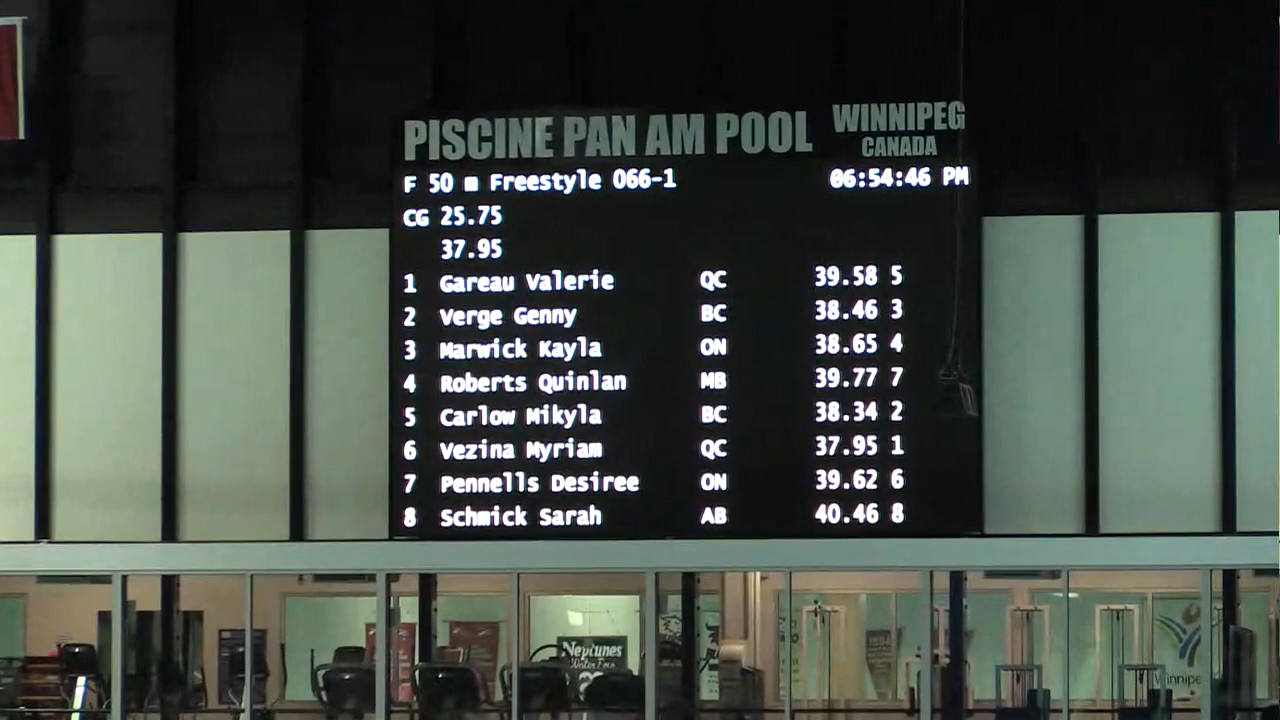 PISCINE PAN AM POOL WINNIPEG
CANADA
F 50 m Freestyle 066-1 06:54:46 PM
CG 25.75
37.95
1 Gareau Valerie QC 39.58 5
2 Verge Genny BC 38.46 3
3 Marwick Kayla ON 38.65 4
4 Roberts Quinlan MB 39.77 7
5 Carlow Mikyla BC 38.34 2
6 Vezina Myriam QC 37.95 1
7 Pennells Desiree ON 39.62 6
8 Schmick Sarah AB 40.46 8
Neptunes
Winnipe